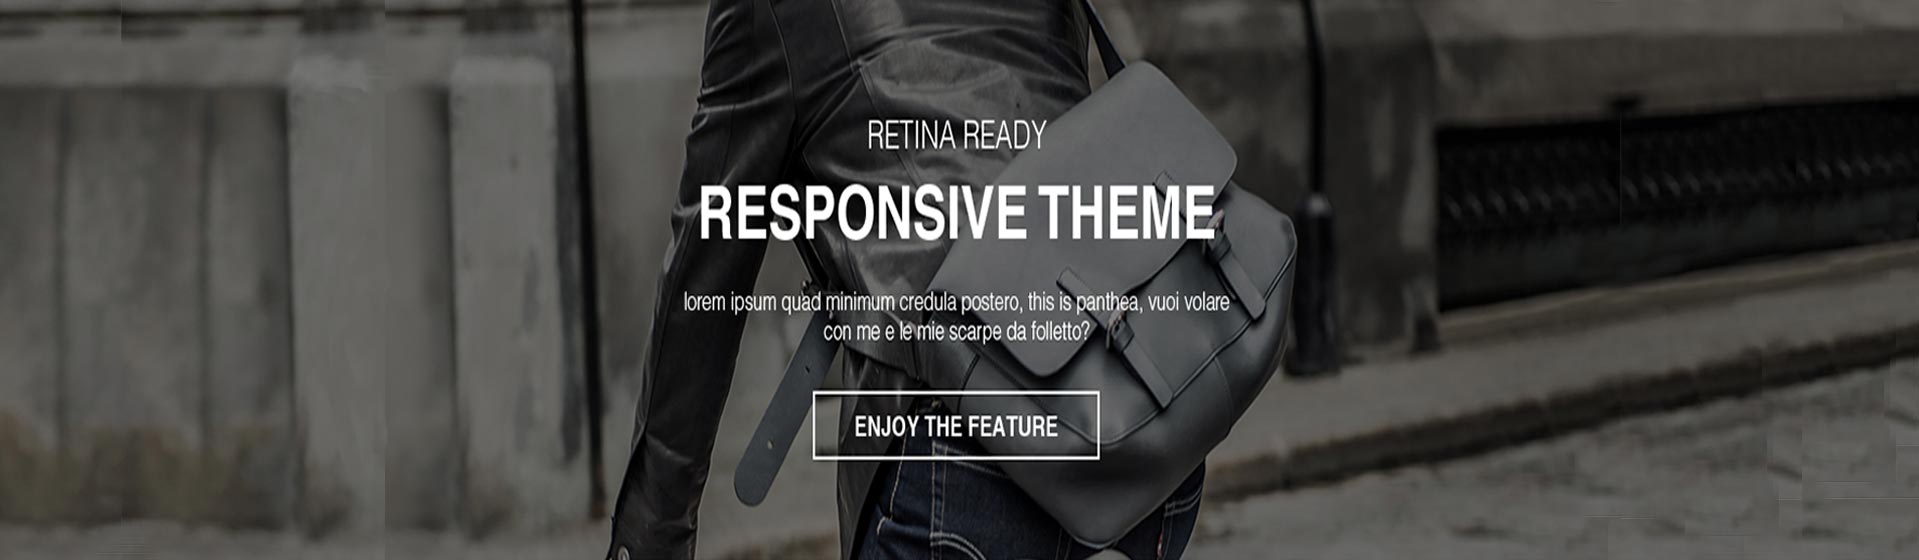 RETINA READY
RESPONSIVE THEME
lorem ipsum quad minimum credula postero, this is panthea, vuoi volare
con me e le mie scarpe da folletto?
ENJOY THE FEATURE